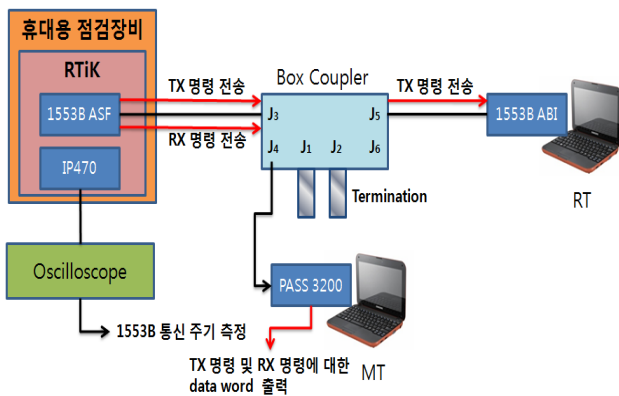 휴대용 점검장비
RTiK
1553B ASF
IP470
TX 명령 전송
RX 명령 전송
Box Coupler
J3
J5
J4
J1
J2
J6
Termination
TX 명령 전송
1553B ABI
RT
Oscilloscope
1553B 통신 주기 측정
PASS 3200
MT
TX 명령 및 RX 명령에 대한
data word 출력